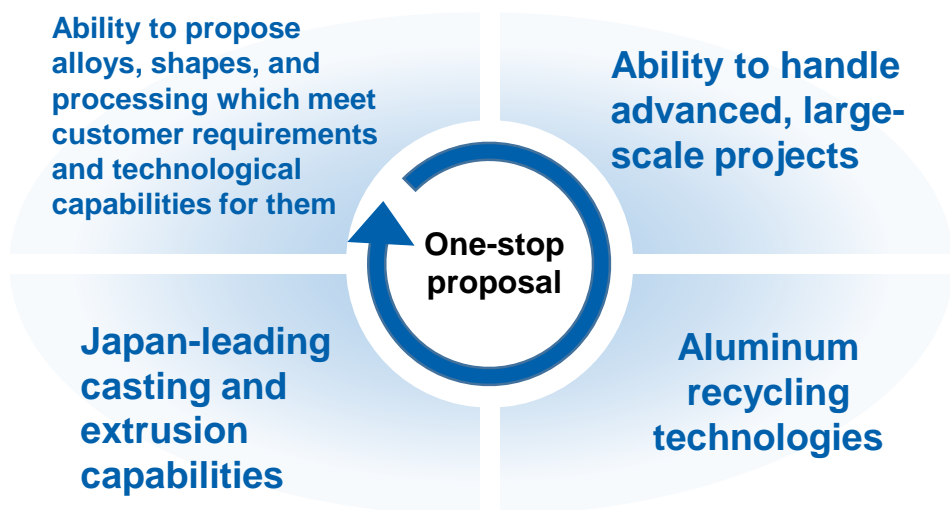 Ability to propose
alloys, shapes, and
processing which meet
customer requirements
and technological
capabilities for them
Ability to handle
advanced, large-
scale projects
One-stop
proposal
Japan-leading
casting and
extrusion
capabilities
Aluminum
recycling
technologies